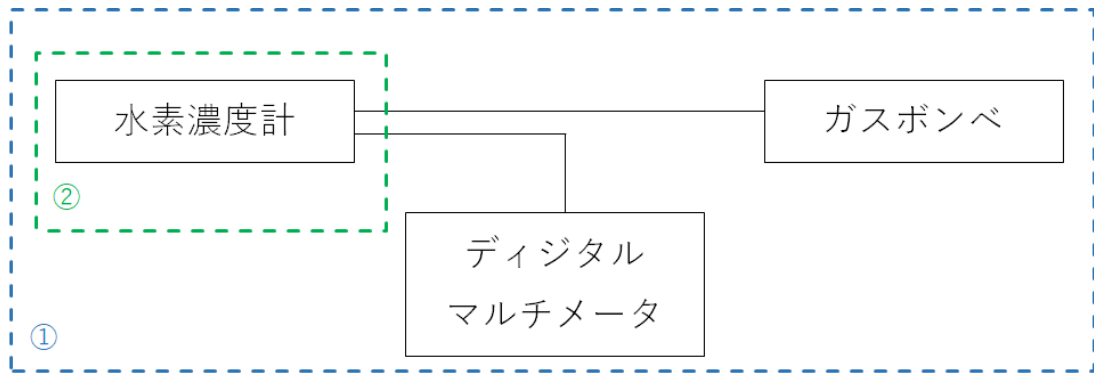 水素濃度計
ガスボンベ
②
ディジタル
マルチメータ
①